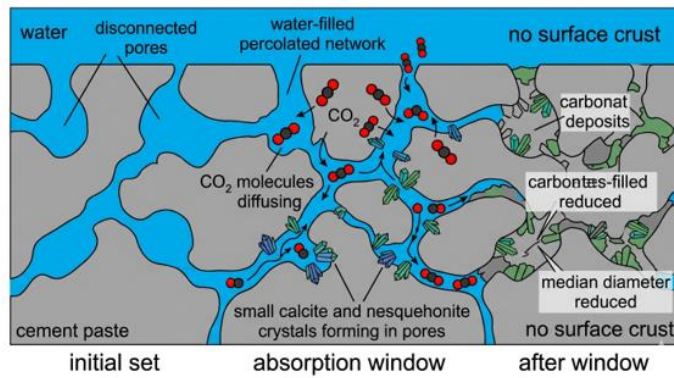 water
disconnected
pores
water-filled
percolated network
no surface crust
CO₂
CO₂ molecules
diffusing
carbonat
deposits
reduced
median diameter
reduced
small calcite and nesquehonite
crystals forming in pores
cement paste
no surface crust
initial set
absorption window
after window